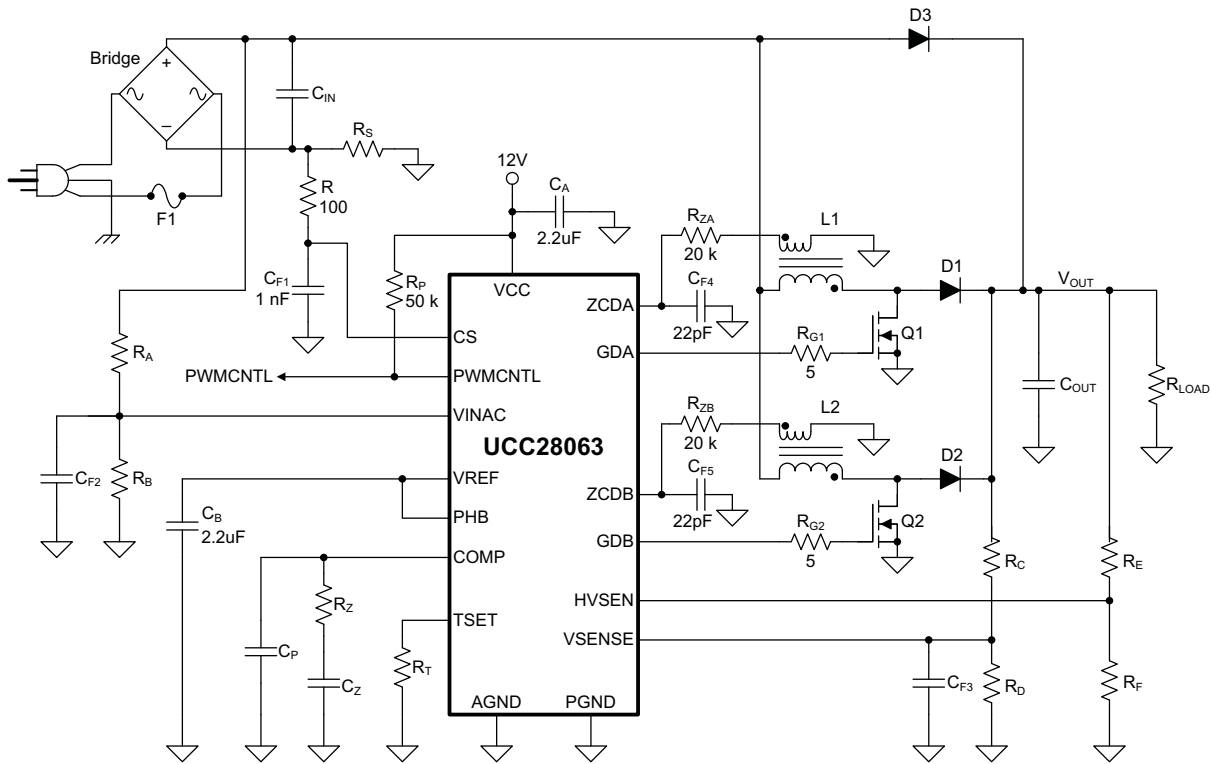 D3
Bridge
+
−
C_IN
R_S
F1
R
100
12V
C_A
2.2uF
R_ZA
20 k
L1
C_F1
1 nF
R_P
50 k
VCC
ZCDA
C_F4
22pF
D1
V_OUT
R_A
CS
GDA
R_G1
5
Q1
PWMCNTL
PWMCNTL
C_OUT
R_LOAD
VINAC
UCC28063
R_ZB
20 k
L2
C_F2
R_B
VREF
ZCDB
C_F5
22pF
D2
C_B
2.2uF
PHB
GDB
R_G2
5
Q2
COMP
R_C
R_E
R_Z
HVSEN
TSET
VSENSE
C_P
C_Z
R_T
C_F3
R_D
R_F
AGND
PGND